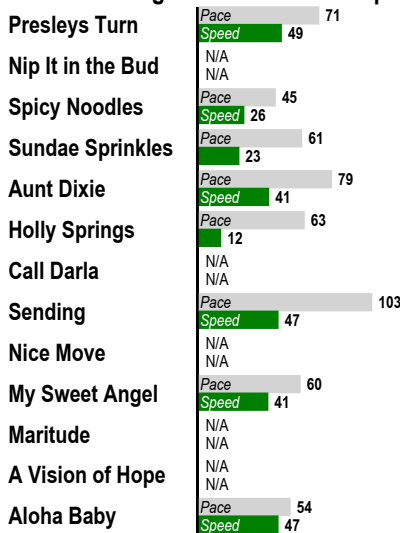 Presleys Turn
Pace 71
Speed 49
Nip It in the Bud
N/A
N/A
Spicy Noodles
Pace 45
Speed 26
Sundae Sprinkles
Pace 61
23
Aunt Dixie
Pace 79
Speed 41
Holly Springs
Pace 63
12
Call Darla
N/A
N/A
Sending
Pace 103
Speed 47
Nice Move
N/A
N/A
My Sweet Angel
Pace 60
Speed 41
Maritude
N/A
N/A
A Vision of Hope
N/A
N/A
Aloha Baby
Pace 54
Speed 47